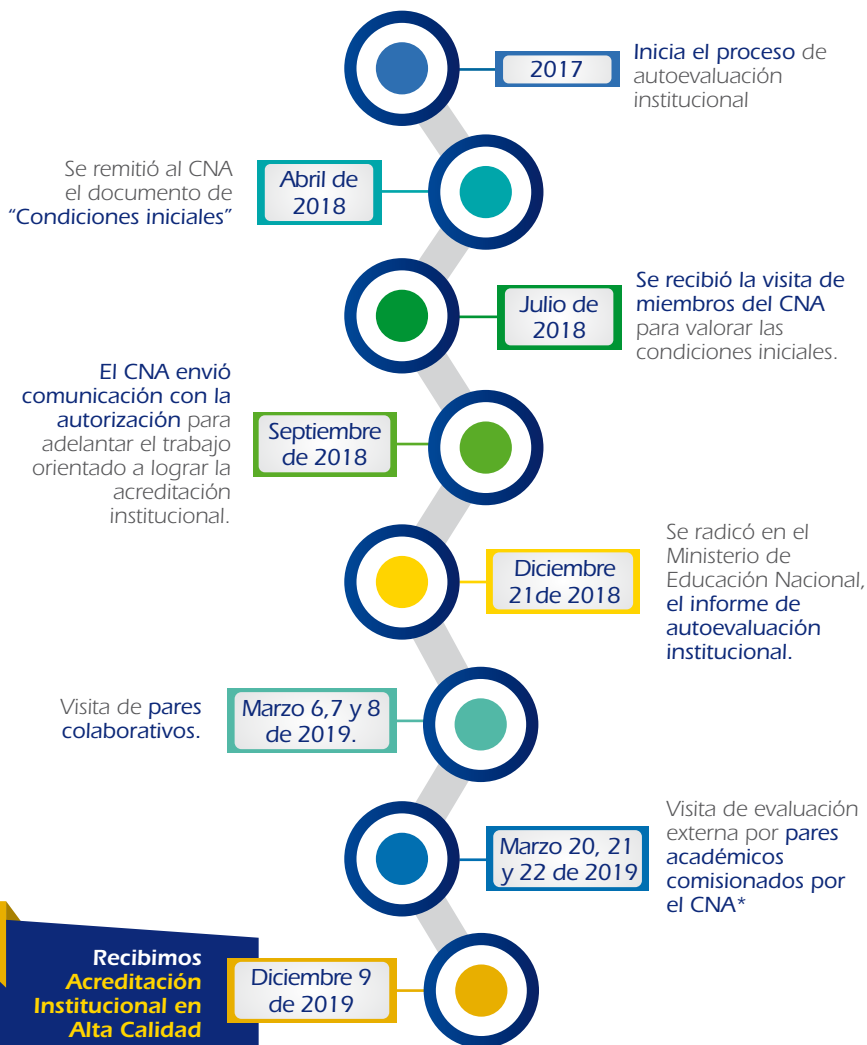 2017
Inicia el proceso de
autoevaluación
institucional
Se remitió al CNA
el documento de
“Condiciones iniciales”
Abril de
2018
Julio de
2018
Se recibió la visita de
miembros del CNA
para valorar las
condiciones iniciales.
El CNA envió
comunicación con la
autorización para
adelantar el trabajo
orientado a lograr la
acreditación
institucional.
Septiembre
de 2018
Diciembre
21de 2018
Se radicó en el
Ministerio de
Educación Nacional,
el informe de
autoevaluación
institucional.
Visita de pares
colaborativos.
Marzo 6,7 y 8
de 2019.
Marzo 20, 21
y 22 de 2019
Visita de evaluación
externa por pares
académicos
comisionados por
el CNA*
Recibimos
Acreditación
Institucional en
Alta Calidad
Diciembre 9
de 2019